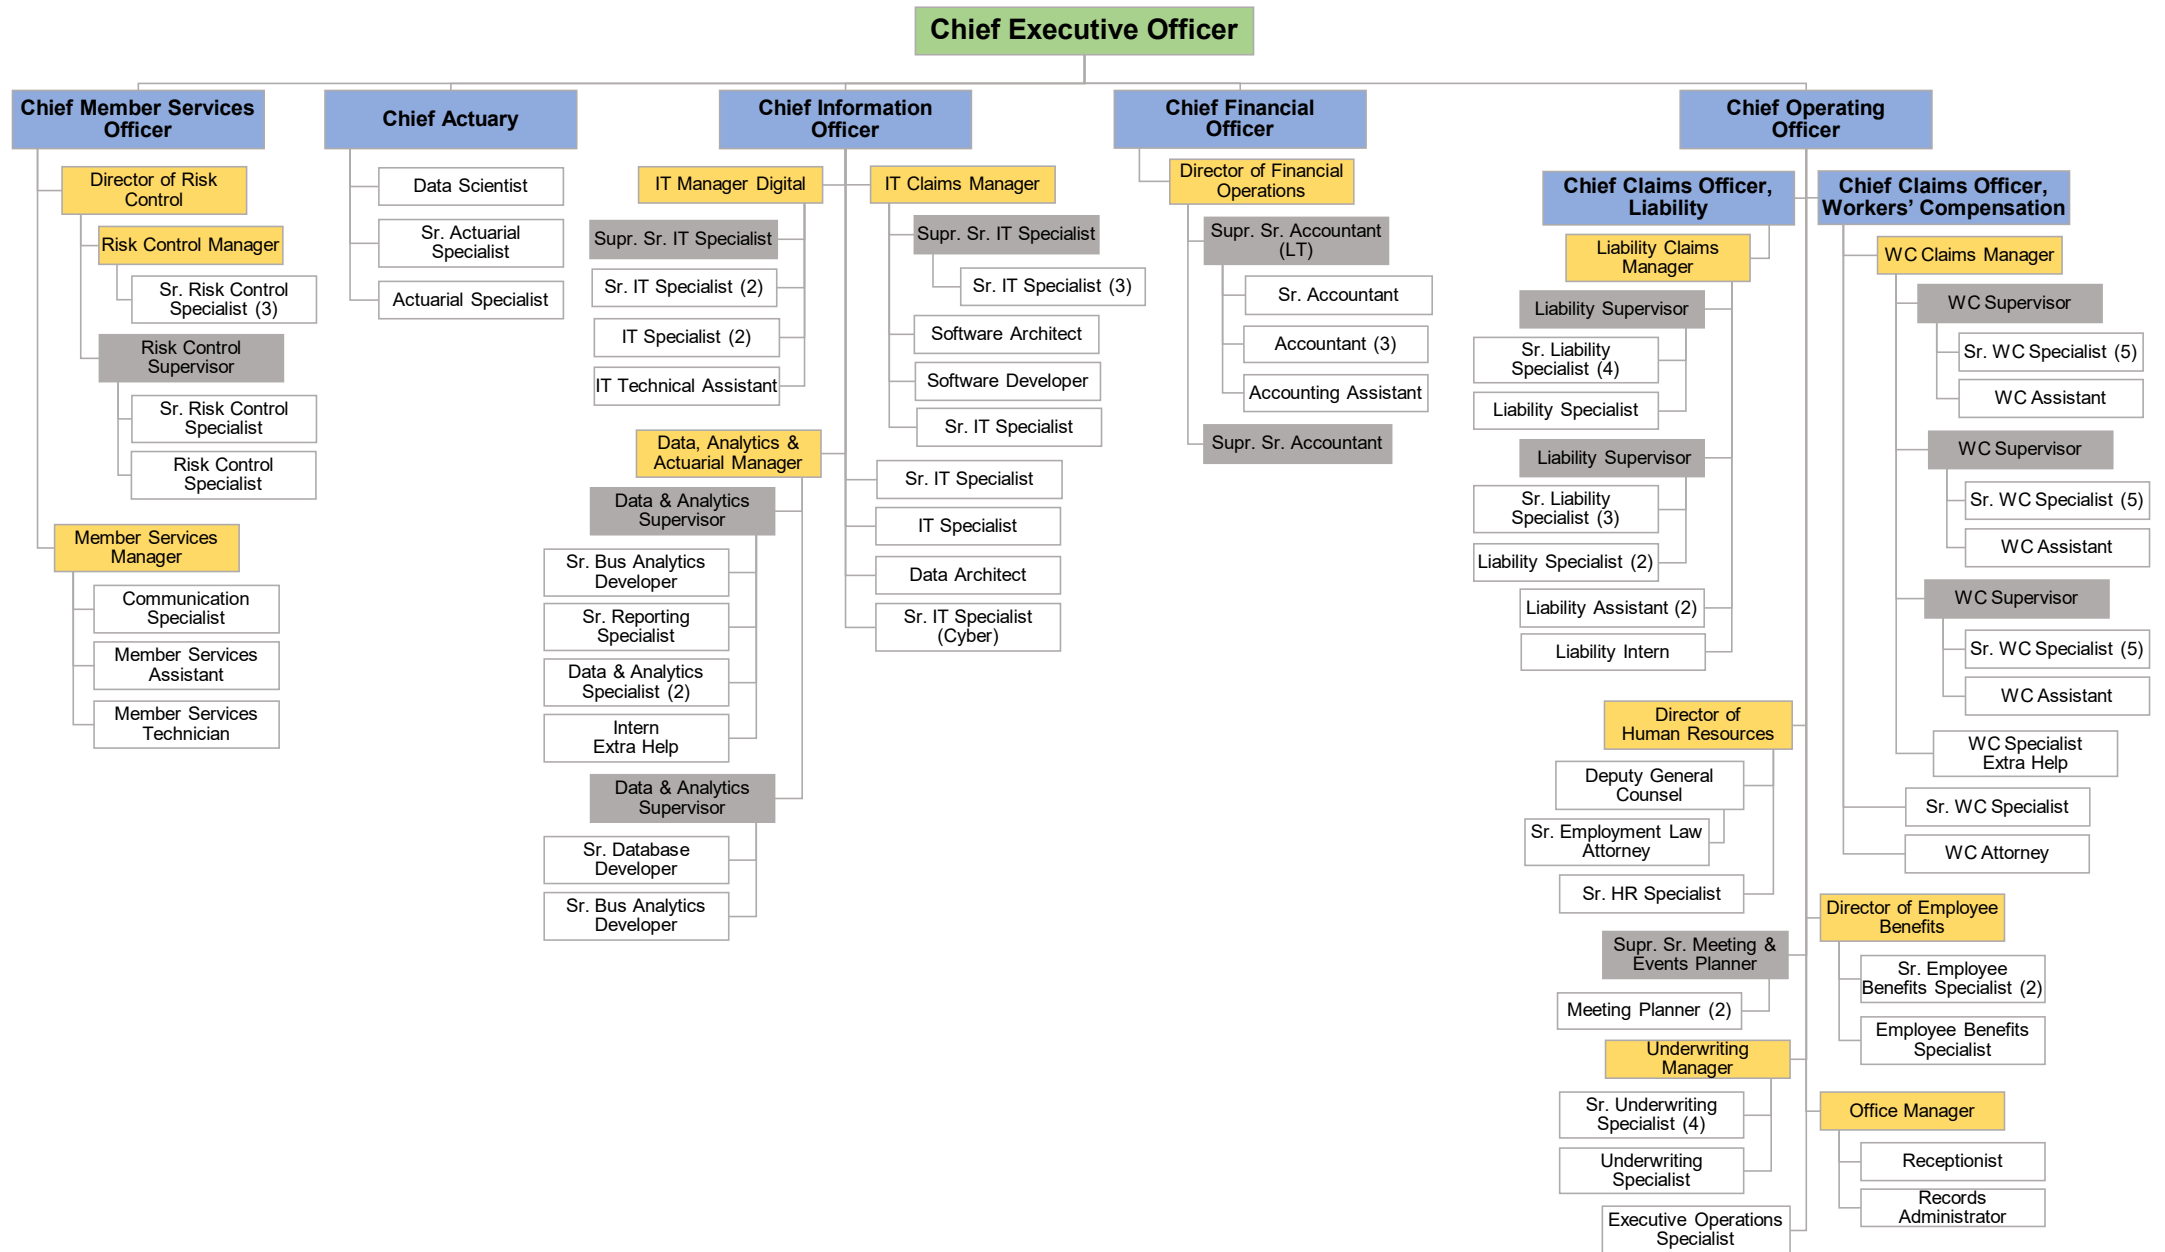 Chief Executive Officer
Chief Member Services
Officer
Director of Risk
Control
Risk Control Manager
Sr. Risk Control
Specialist (3)
Risk Control
Supervisor
Sr. Risk Control
Specialist
Risk Control
Specialist
Member Services
Manager
Communication
Specialist
Member Services
Assistant
Member Services
Technician
Chief Actuary
Data Scientist
Sr. Actuarial
Specialist
Actuarial Specialist
Chief Information
Officer
IT Manager Digital
Supr. Sr. IT Specialist
Sr. IT Specialist (2)
IT Specialist (2)
IT Technical Assistant
Data, Analytics &
Actuarial Manager
Data & Analytics
Supervisor
Sr. Bus Analytics
Developer
Sr. Reporting
Specialist
Data & Analytics
Specialist (2)
Intern
Extra Help
Data & Analytics
Supervisor
Sr. Database
Developer
Sr. Bus Analytics
Developer
IT Claims Manager
Supr. Sr. IT Specialist
Sr. IT Specialist (3)
Software Architect
Software Developer
Sr. IT Specialist
Sr. IT Specialist
IT Specialist
Data Architect
Sr. IT Specialist
(Cyber)
Chief Financial
Officer
Director of Financial
Operations
Supr. Sr. Accountant
(LT)
Sr. Accountant
Accountant (3)
Accounting Assistant
Supr. Sr. Accountant
Chief Operating
Officer
Chief Claims Officer,
Liability
Liability Claims
Manager
Liability Supervisor
Sr. Liability
Specialist (4)
Liability Specialist
Liability Supervisor
Sr. Liability
Specialist (3)
Liability Specialist (2)
Liability Assistant (2)
Liability Intern
Director of
Human Resources
Deputy General
Counsel
Sr. Employment Law
Attorney
Sr. HR Specialist
Supr. Sr. Meeting &
Events Planner
Meeting Planner (2)
Underwriting
Manager
Sr. Underwriting
Specialist (4)
Underwriting
Specialist
Executive Operations
Specialist
Chief Claims Officer,
Workers’ Compensation
WC Claims Manager
WC Supervisor
Sr. WC Specialist (5)
WC Assistant
WC Supervisor
Sr. WC Specialist (5)
WC Assistant
WC Supervisor
Sr. WC Specialist (5)
WC Assistant
WC Specialist
Extra Help
Sr. WC Specialist
WC Attorney
Director of Employee
Benefits
Sr. Employee
Benefits Specialist (2)
Employee Benefits
Specialist
Office Manager
Receptionist
Records
Administrator